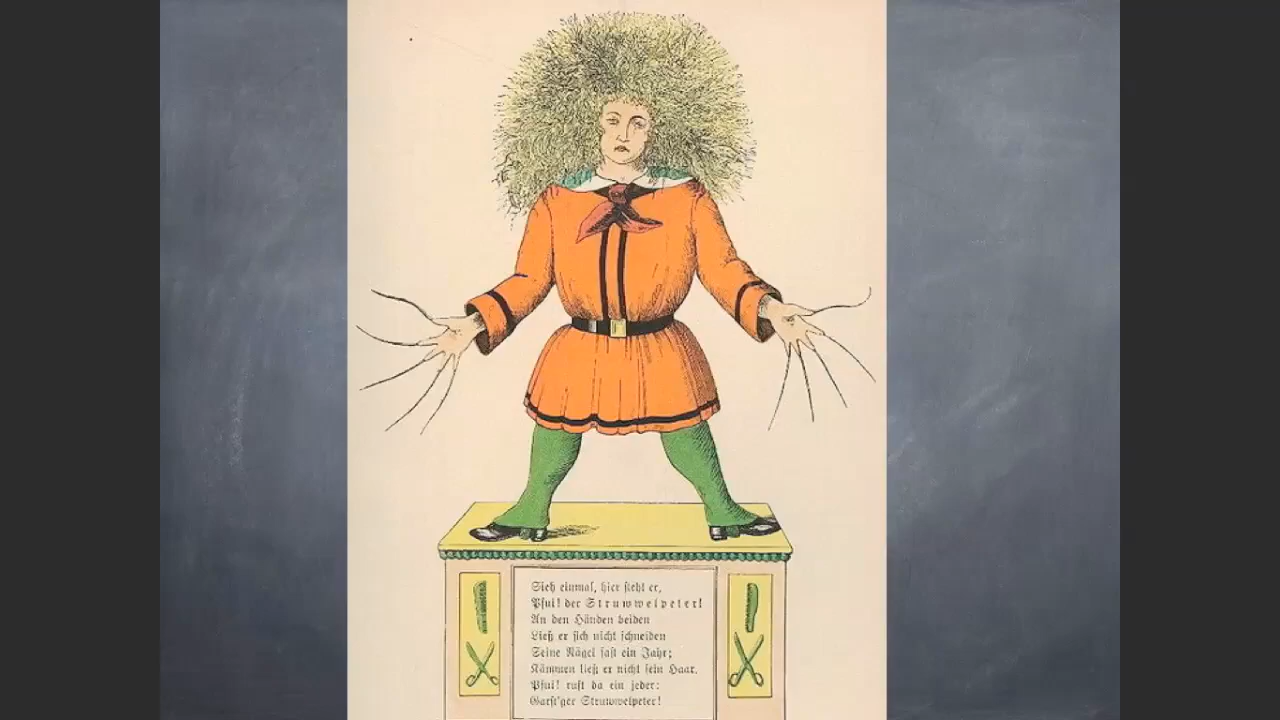 Sieh einmal, hier steht er,
Pfui! der Struwwelpeter!
An den Händen beiden
Ließ er sich nicht schneiden
Seine Nägel fast ein Jahr;
Kämmen ließ er nicht sein Haar.
Pfui! ruft da ein jeder:
Garst'ger Struwwelpeter!